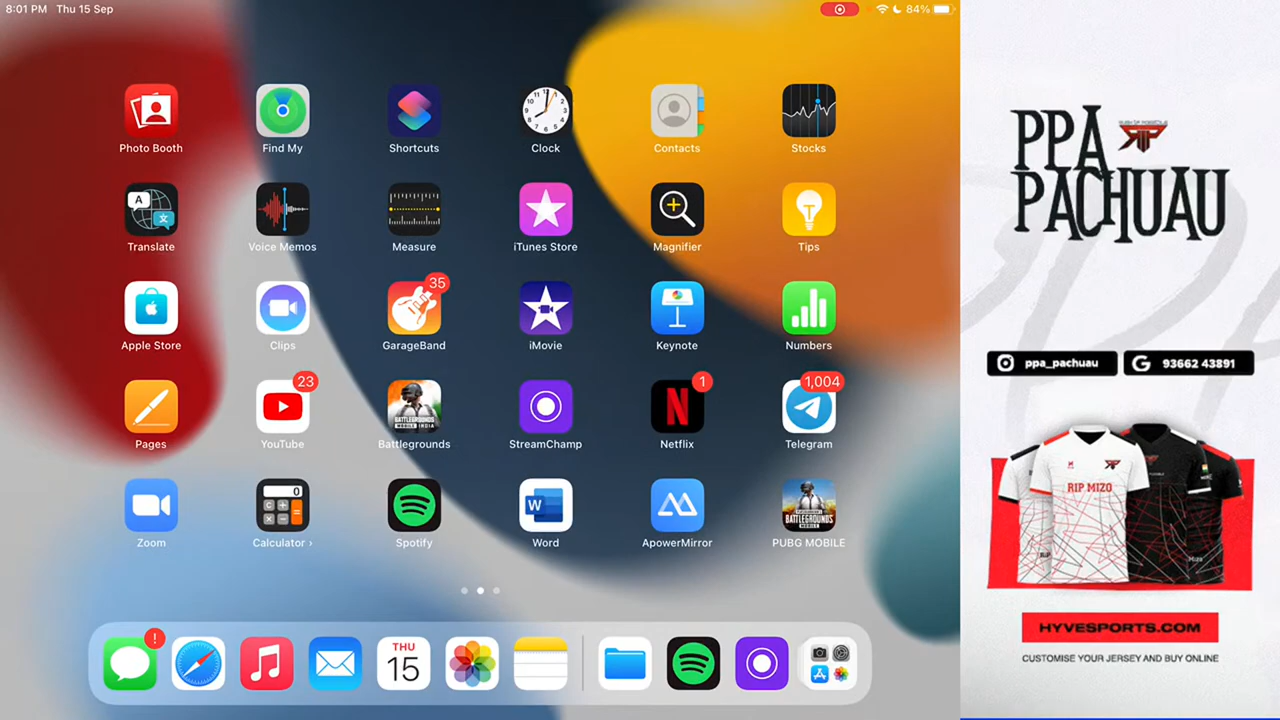 8:01 PM Thu 15 Sep
84%
Photo Booth
Find My
Shortcuts
Clock
Contacts
Stocks
Translate
Voice Memos
Measure
iTunes Store
Magnifier
Tips
Apple Store
Clips
35
GarageBand
iMovie
Keynote
Numbers
Pages
23
YouTube
Battlegrounds
StreamChamp
1
Netflix
1,004
Telegram
Zoom
0
Calculator ›
Spotify
Word
ApowerMirror
PUBG MOBILE
!
THU
15
PPA
PACHUAU
RIP
ppa_pachuau
G 93662 43891
RIP MIZO
HYVESPORTS.COM
CUSTOMISE YOUR JERSEY AND BUY ONLINE